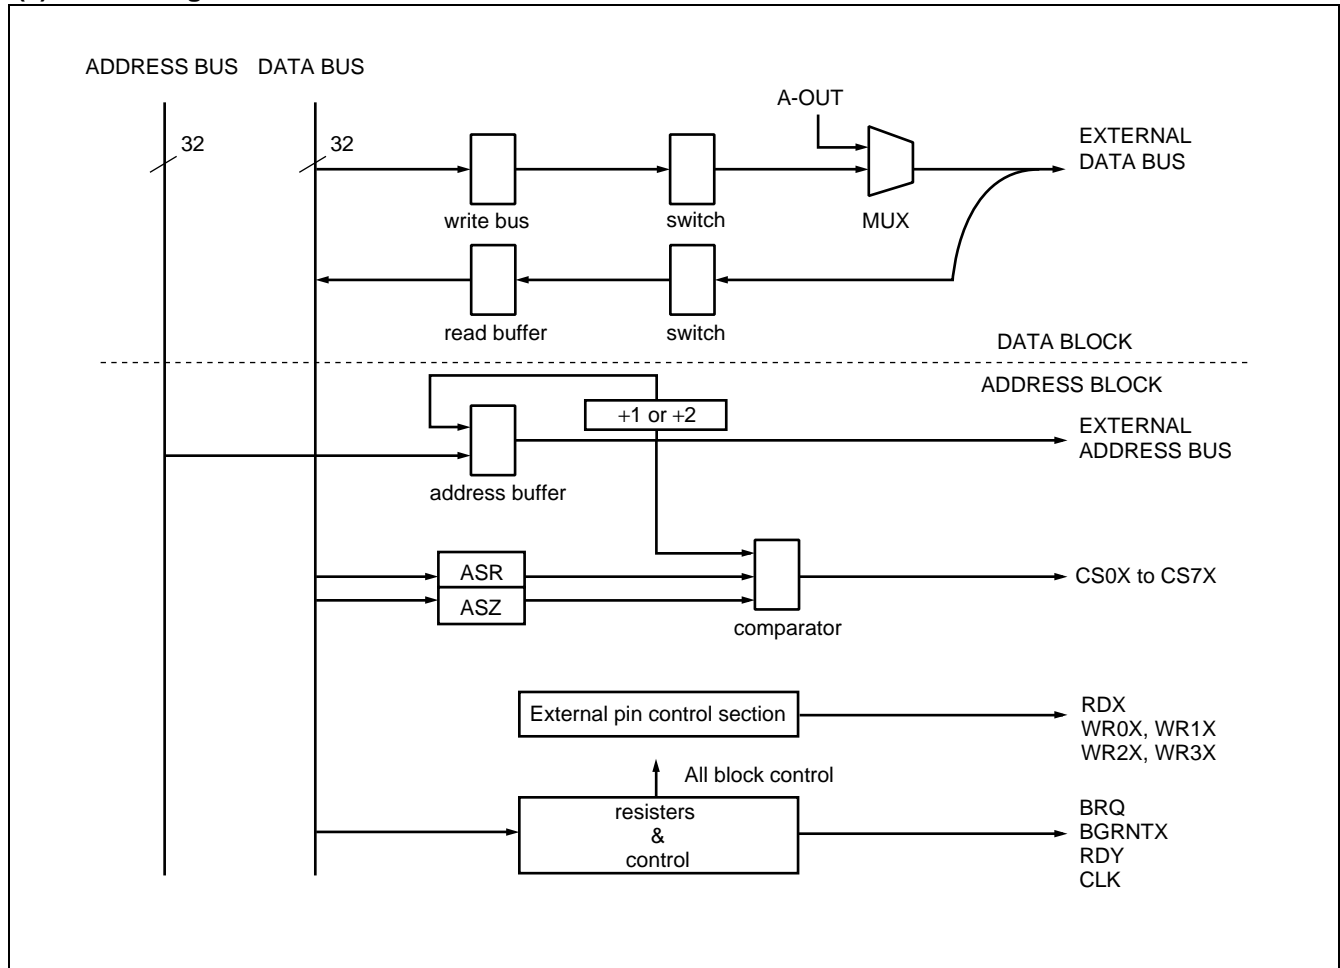 ADDRESS BUS DATA BUS
A-OUT
32
32
EXTERNAL
DATA BUS
write bus
switch
MUX
read buffer
switch
DATA BLOCK
ADDRESS BLOCK
+1 or +2
EXTERNAL
ADDRESS BUS
address buffer
ASR
ASZ
CS0X to CS7X
comparator
External pin control section
RDX
WR0X, WR1X
WR2X, WR3X
All block control
resisters
&
control
BRQ
BGRNTX
RDY
CLK